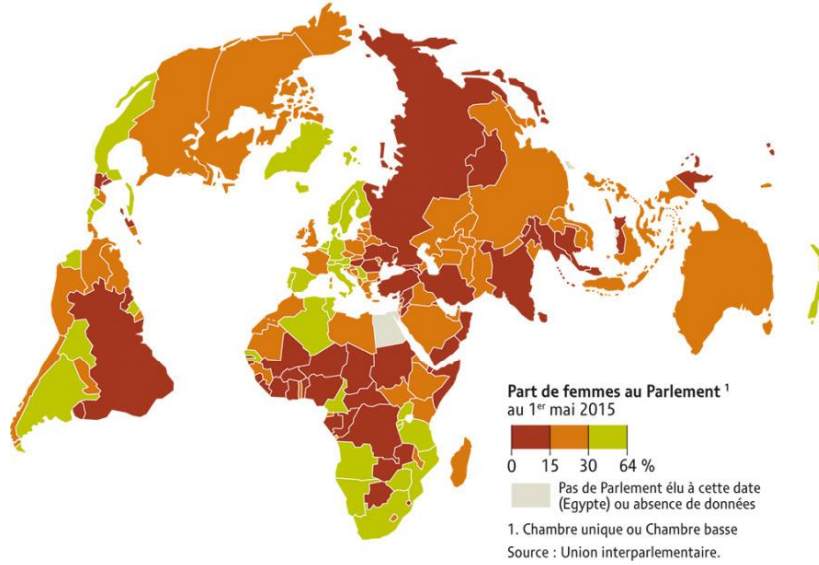 Part de femmes au Parlement ¹
au 1er mai 2015
0 15 30 64 %
Pas de Parlement élu à cette date
(Egypte) ou absence de données
1. Chambre unique ou Chambre basse
Source : Union interparlementaire.